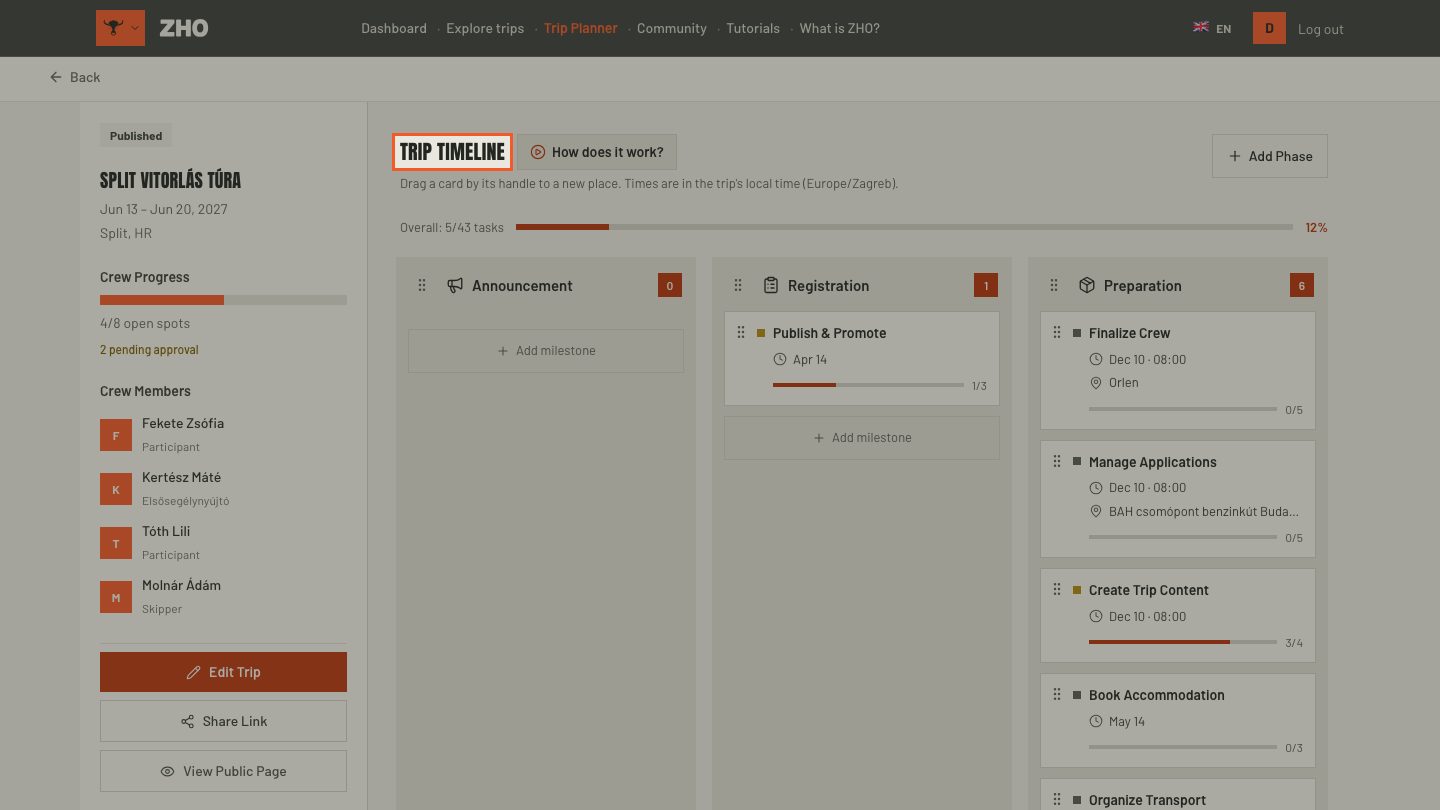 ZHO
Dashboard · Explore trips · Trip Planner · Community · Tutorials · What is ZHO?
EN
D
Log out
Back
Published
SPLIT VITORLÁS TÚRA
Jun 13 – Jun 20, 2027
Split, HR
Crew Progress
4/8 open spots
2 pending approval
Crew Members
F
Fekete Zsófia
Participant
K
Kertész Máté
Elsősegélynyújtó
T
Tóth Lili
Participant
M
Molnár Ádám
Skipper
Edit Trip
Share Link
View Public Page
TRIP TIMELINE
How does it work?
Add Phase
Drag a card by its handle to a new place. Times are in the trip's local time (Europe/Zagreb).
Overall: 5/43 tasks
12%
Announcement
0
Add milestone
Registration
1
Publish & Promote
Apr 14
1/3
Add milestone
Preparation
6
Finalize Crew
Dec 10 · 08:00
Orlen
0/5
Manage Applications
Dec 10 · 08:00
BAH csomópont benzinkút Buda...
0/5
Create Trip Content
Dec 10 · 08:00
3/4
Book Accommodation
May 14
0/3
Organize Transport